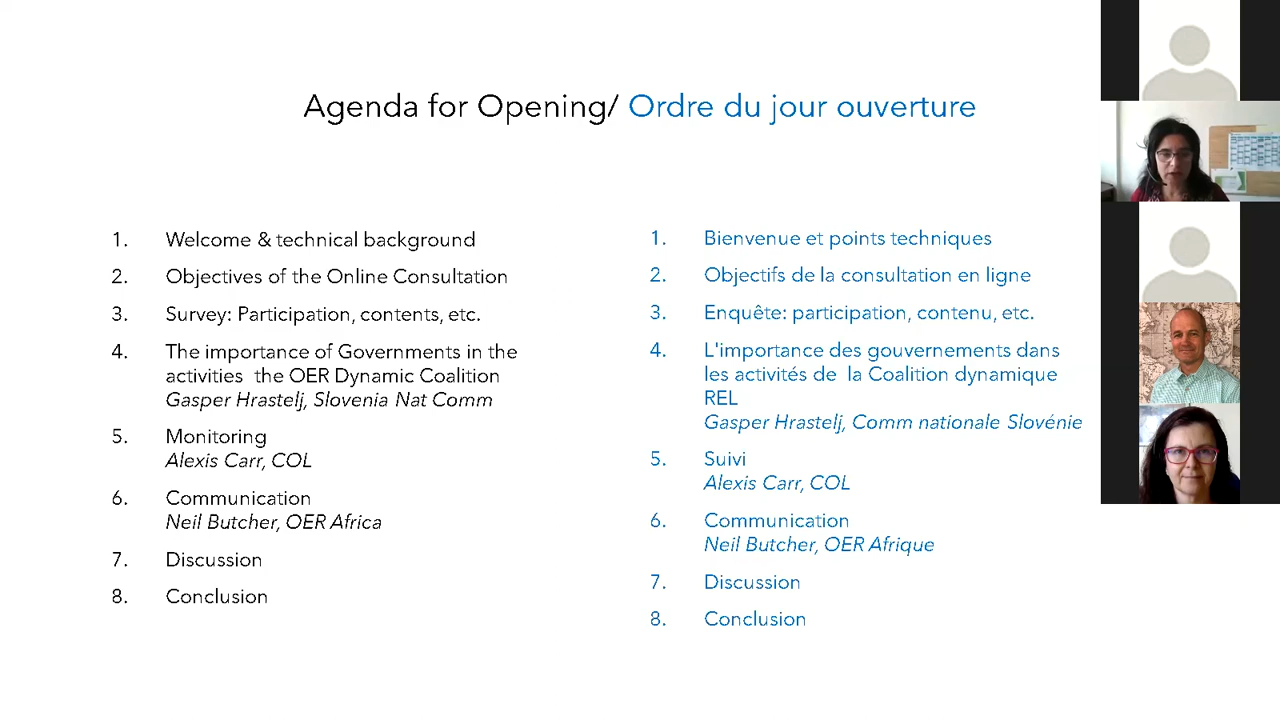 Agenda for Opening/ Ordre du jour ouverture
1. Welcome & technical background
2. Objectives of the Online Consultation
3. Survey: Participation, contents, etc.
4. The importance of Governments in the
activities the OER Dynamic Coalition
Gasper Hrastelj, Slovenia Nat Comm
5. Monitoring
Alexis Carr, COL
6. Communication
Neil Butcher, OER Africa
7. Discussion
8. Conclusion
1. Bienvenue et points techniques
2. Objectifs de la consultation en ligne
3. Enquête: participation, contenu, etc.
4. L'importance des gouvernements dans
les activités de la Coalition dynamique
REL
Gasper Hrastelj, Comm nationale Slovénie
5. Suivi
Alexis Carr, COL
6. Communication
Neil Butcher, OER Afrique
7. Discussion
8. Conclusion